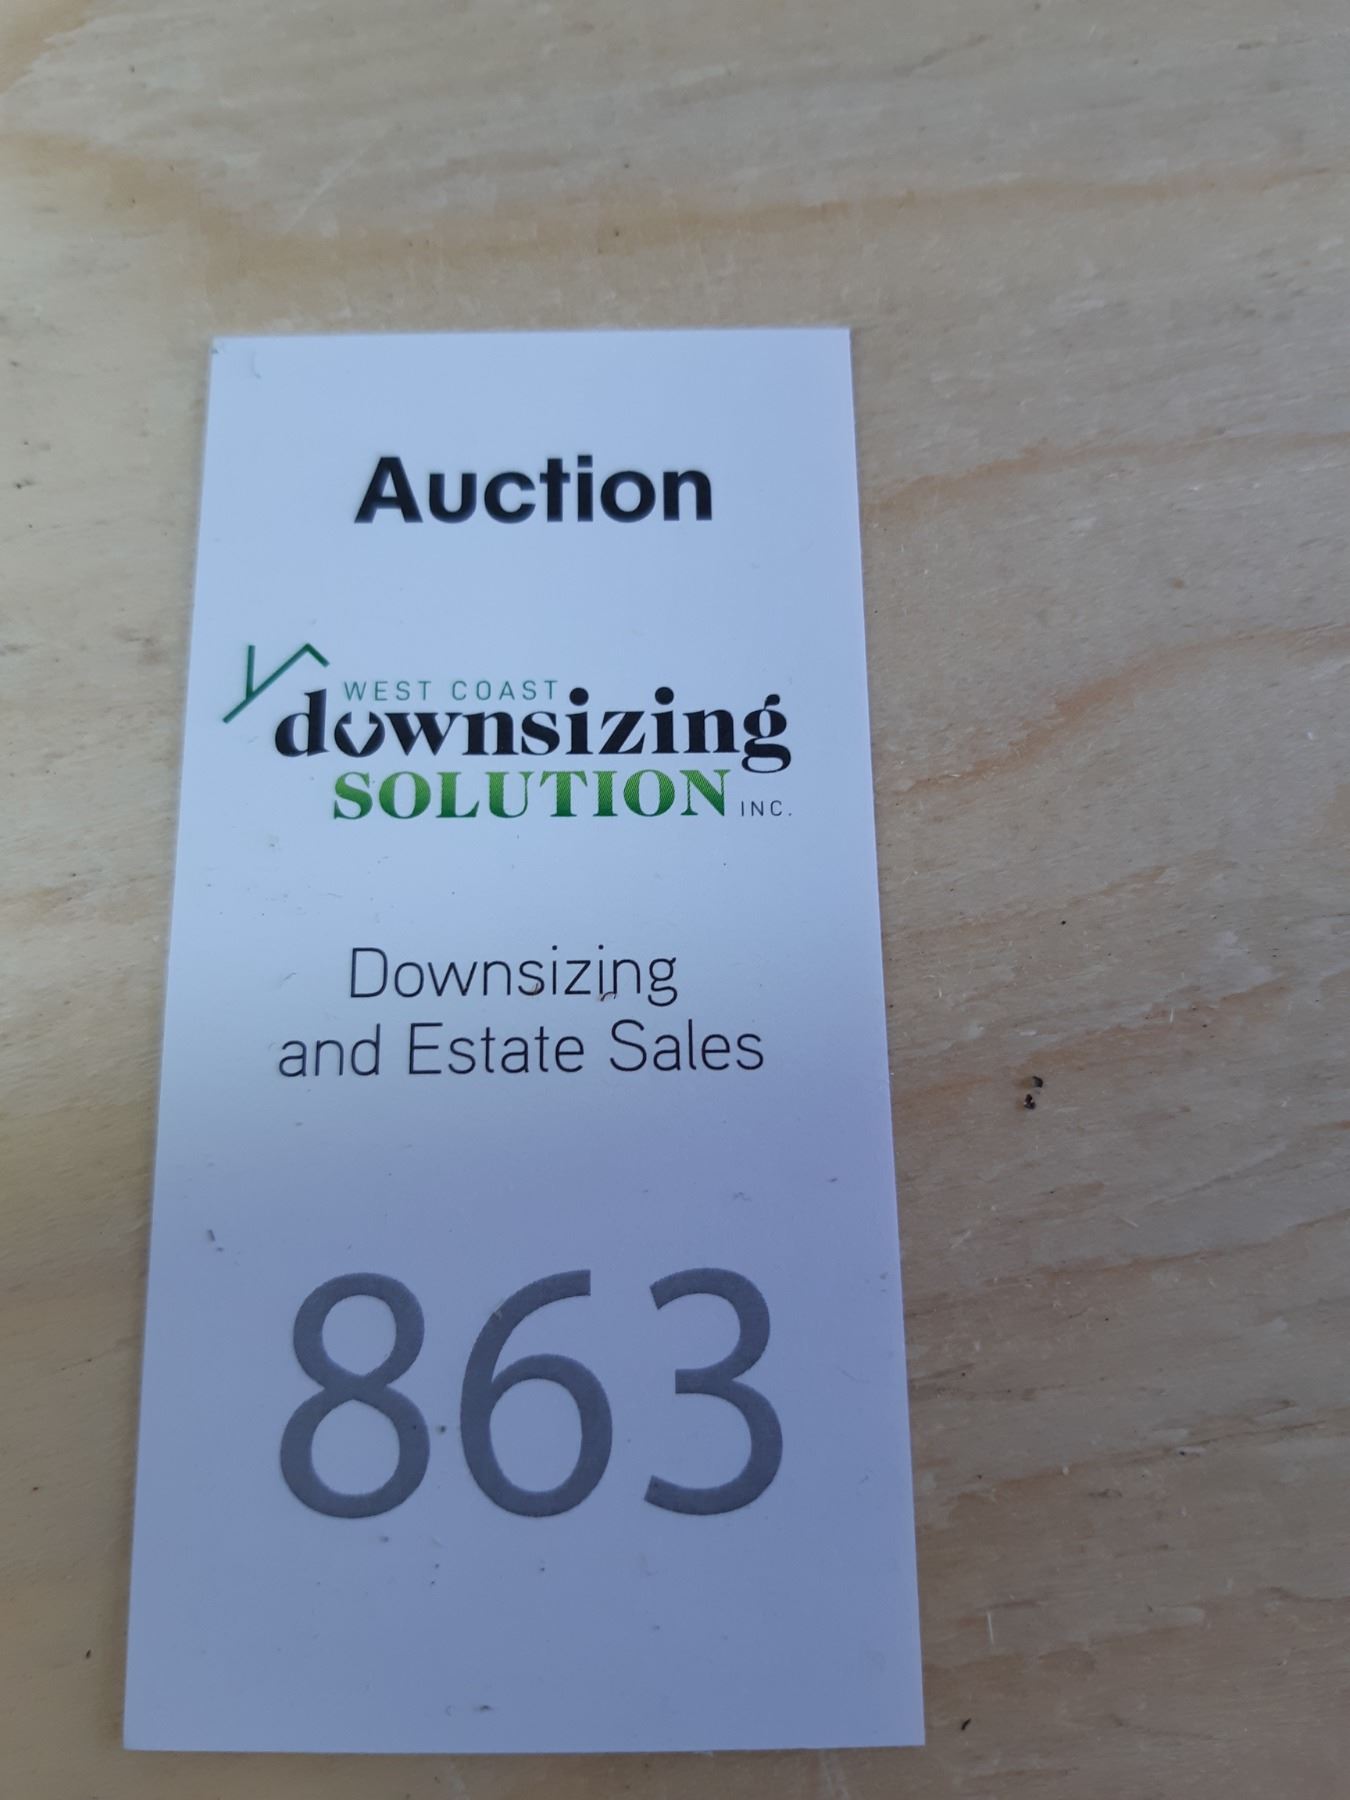 Auction
WEST COAST
downsizing
SOLUTION INC.
Downsizing
and Estate Sales
863